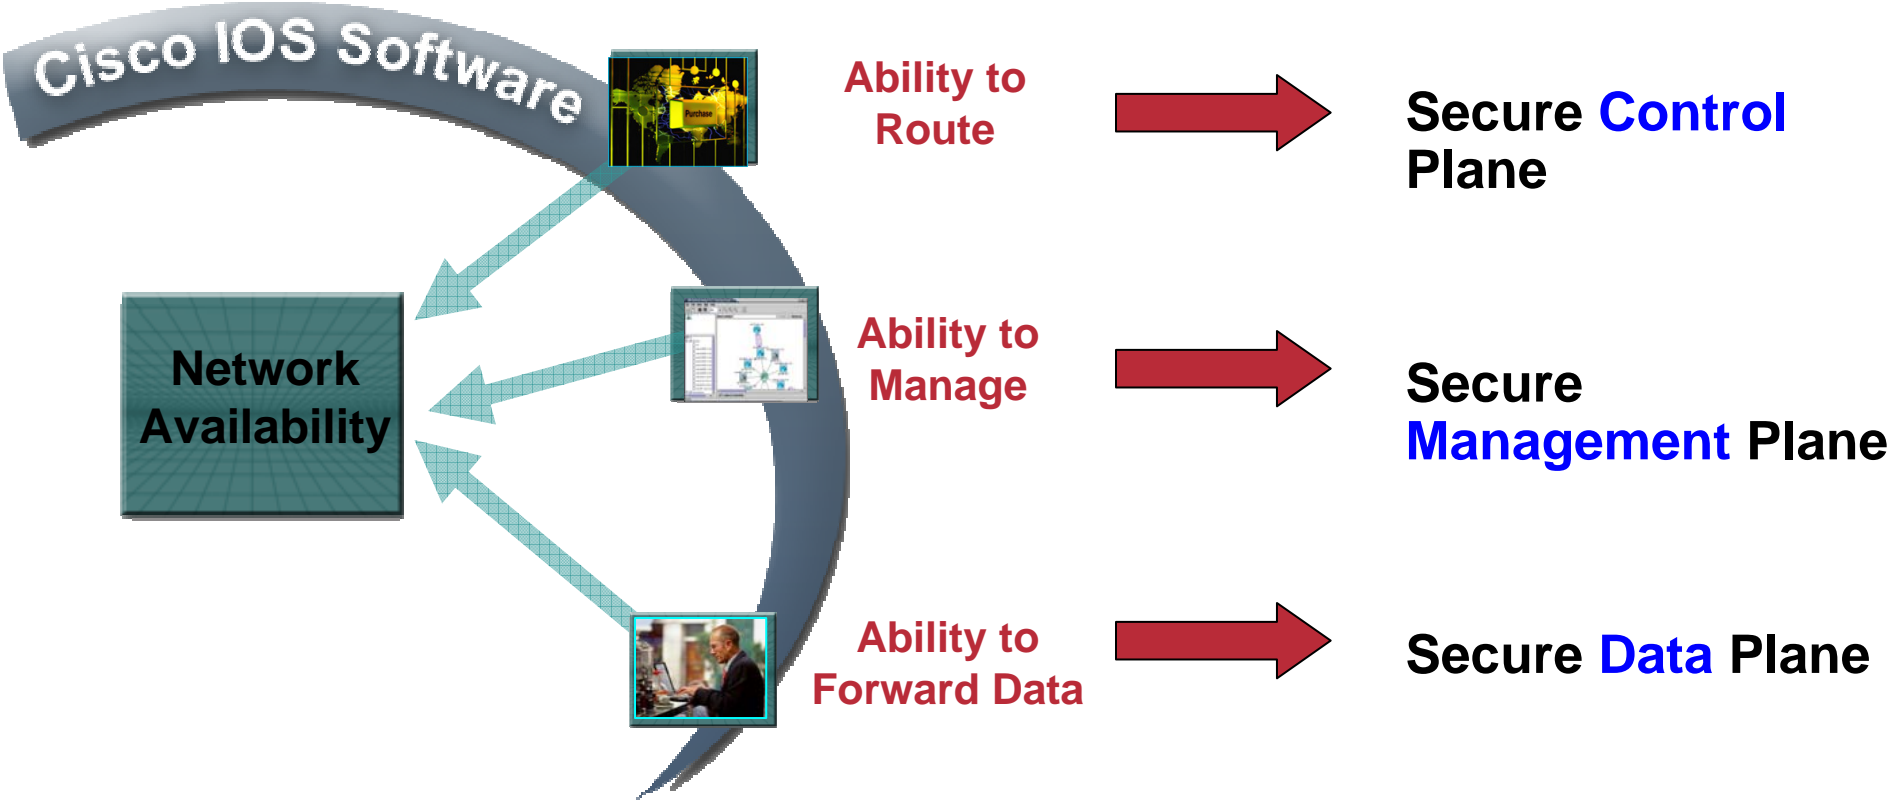 Cisco IOS Software
Purchase
Ability to
Route
Secure Control
Plane
Network
Availability
Ability to
Manage
Secure
Management Plane
Ability to
Forward Data
Secure Data Plane